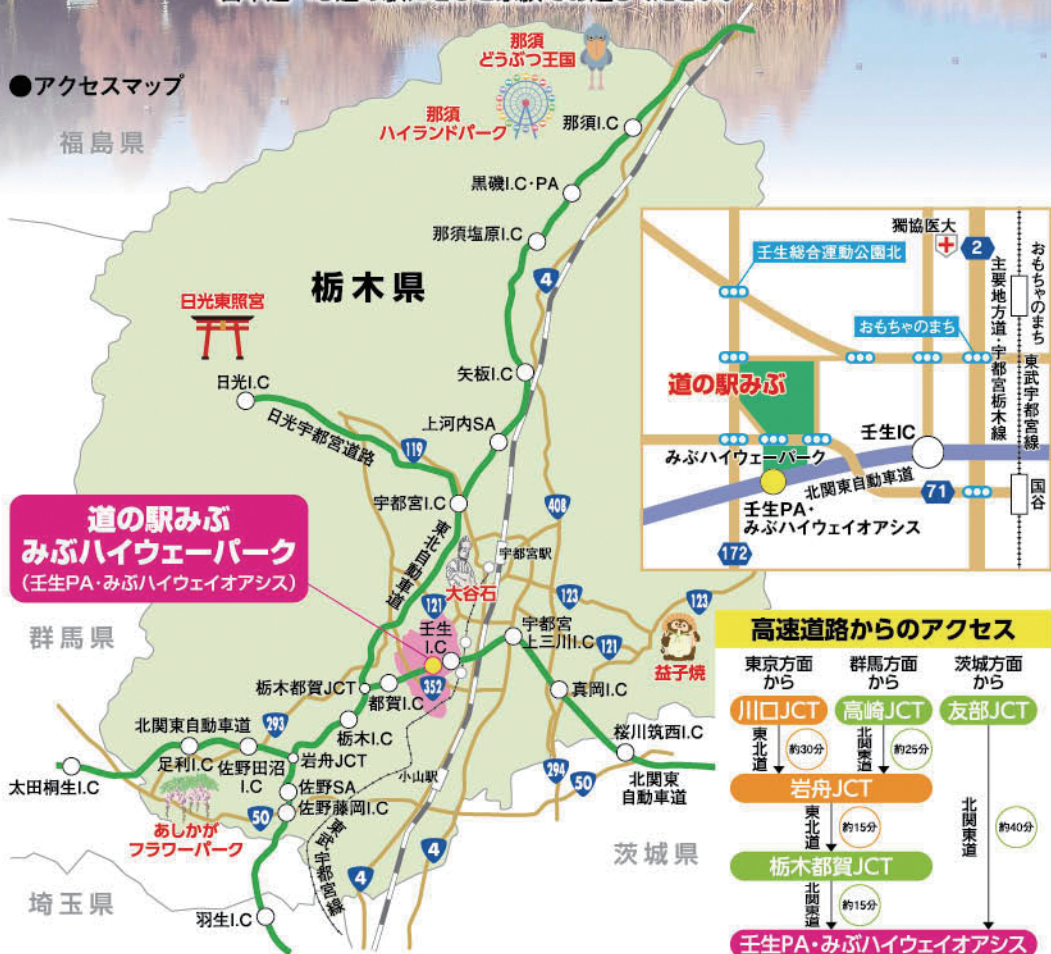 ●アクセスマップ
福島県
那須
どうぶつ王国
那須
ハイランドパーク
那須I.C
黒磯I.C・PA
那須塩原I.C
4
栃木県
日光東照宮
日光I.C
日光宇都宮道路
119
矢板I.C
上河内SA
宇都宮I.C
408
東北自動車道
宇都宮駅
大谷石
道の駅みぶ
みぶハイウェーパーク
(壬生PA・みぶハイウェイオアシス)
121
壬生
I.C
352
123
123
121
宇都宮
上三川I.C
益子焼
群馬県
栃木都賀JCT
都賀I.C
真岡I.C
北関東自動車道
293
栃木I.C
桜川筑西I.C
太田桐生I.C
足利I.C
佐野田沼
I.C
岩舟JCT
小山駅
294
50
北関東
自動車道
佐野SA
佐野藤岡I.C
50
あしかが
フラワーパーク
東武宇都宮線
4
4
茨城県
埼玉県
羽生I.C
獨協医大
2
壬生総合運動公園北
おもちゃのまち
主要地方道・宇都宮栃木線
おもちゃのまち
東武宇都宮線
道の駅みぶ
みぶハイウェーパーク
壬生IC
北関東自動車道
71
国谷
壬生PA・
みぶハイウェイオアシス
172
高速道路からのアクセス
東京方面
から
群馬方面
から
茨城方面
から
川口JCT
高崎JCT
友部JCT
東北道
約30分
北関東道
約25分
岩舟JCT
東北道
約15分
北関東道
約40分
栃木都賀JCT
北関東道
約15分
壬生PA・みぶハイウェイオアシス